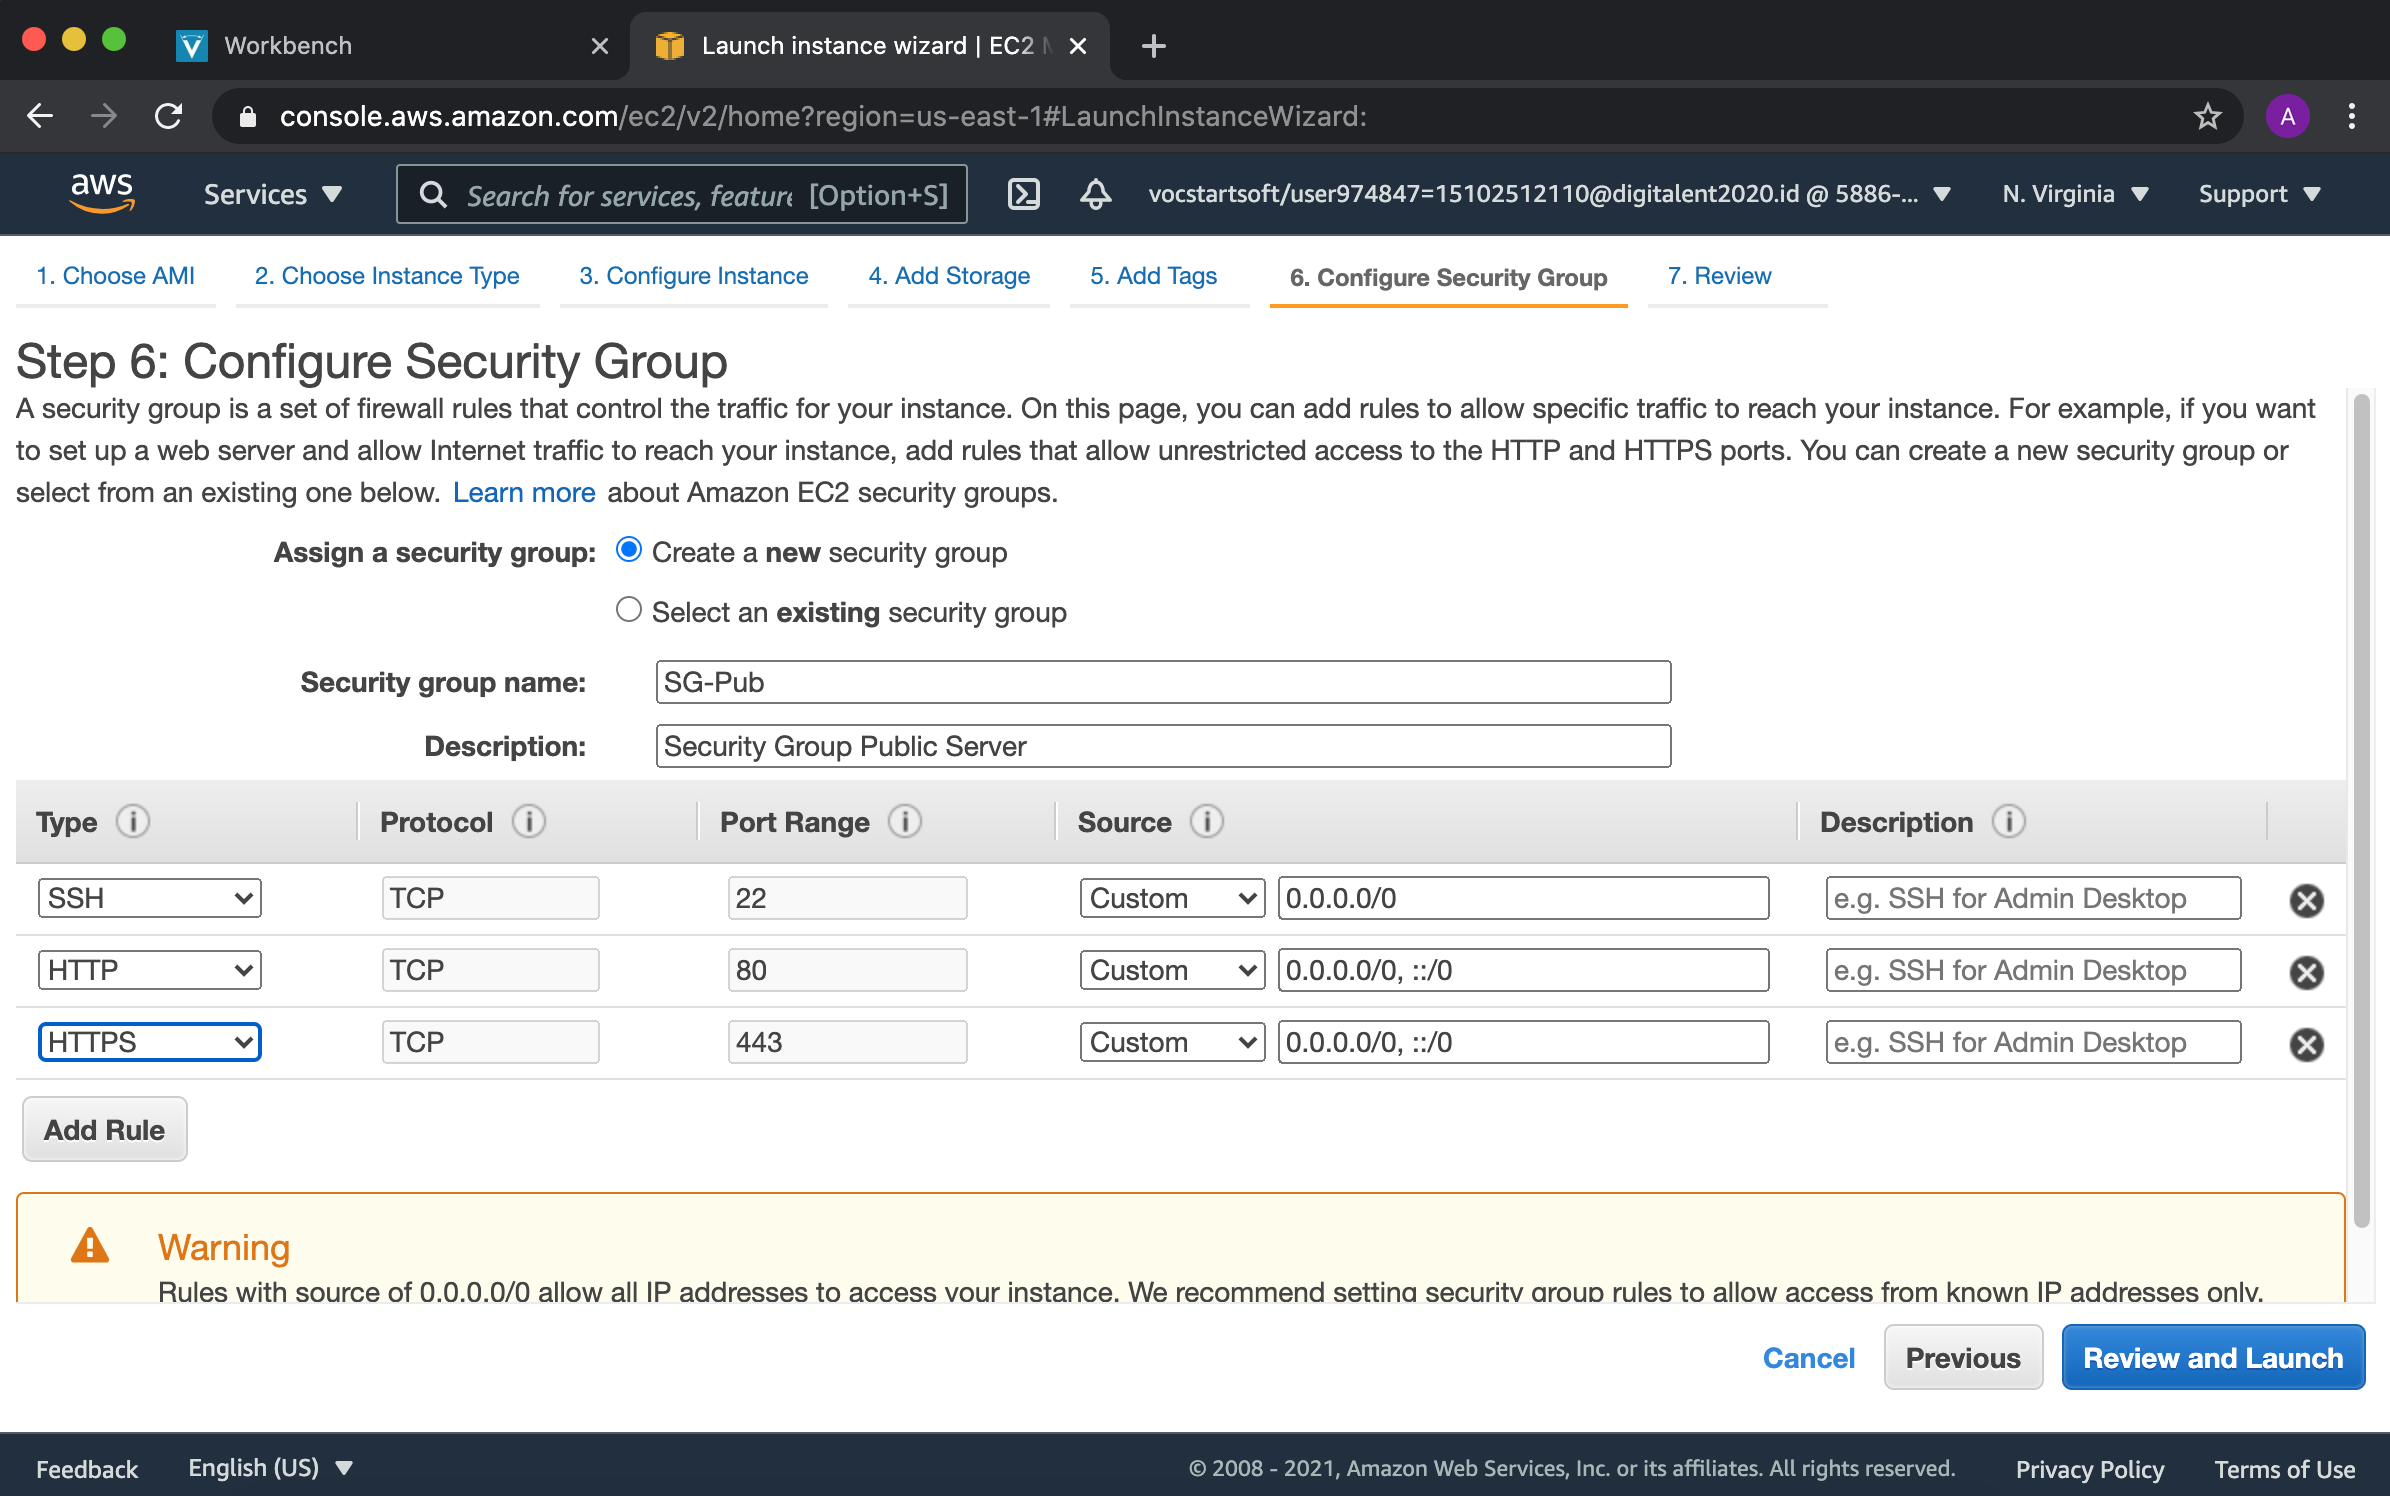 Workbench
Launch instance wizard | EC2 M
console.aws.amazon.com/ec2/v2/home?region=us-east-1#LaunchInstanceWizard:
A
aws
Services
Search for services, feature [Option+S]
vocstartsoft/user974847=15102512110@digitalent2020.id @ 5886-...
N. Virginia
Support
1. Choose AMI
2. Choose Instance Type
3. Configure Instance
4. Add Storage
5. Add Tags
6. Configure Security Group
7. Review
Step 6: Configure Security Group
A security group is a set of firewall rules that control the traffic for your instance. On this page, you can add rules to allow specific traffic to reach your instance. For example, if you want
to set up a web server and allow Internet traffic to reach your instance, add rules that allow unrestricted access to the HTTP and HTTPS ports. You can create a new security group or
select from an existing one below. Learn more about Amazon EC2 security groups.
Assign a security group: Create a new security group
Select an existing security group
Security group name: SG-Pub
Description: Security Group Public Server
Type i Protocol i Port Range i Source i Description i
SSH TCP 22 Custom 0.0.0.0/0 e.g. SSH for Admin Desktop
HTTP TCP 80 Custom 0.0.0.0/0, ::/0 e.g. SSH for Admin Desktop
HTTPS TCP 443 Custom 0.0.0.0/0, ::/0 e.g. SSH for Admin Desktop
Add Rule
Warning
Rules with source of 0.0.0.0/0 allow all IP addresses to access your instance. We recommend setting security group rules to allow access from known IP addresses only.
Cancel
Previous
Review and Launch
Feedback
English (US)
© 2008 - 2021, Amazon Web Services, Inc. or its affiliates. All rights reserved.
Privacy Policy
Terms of Use